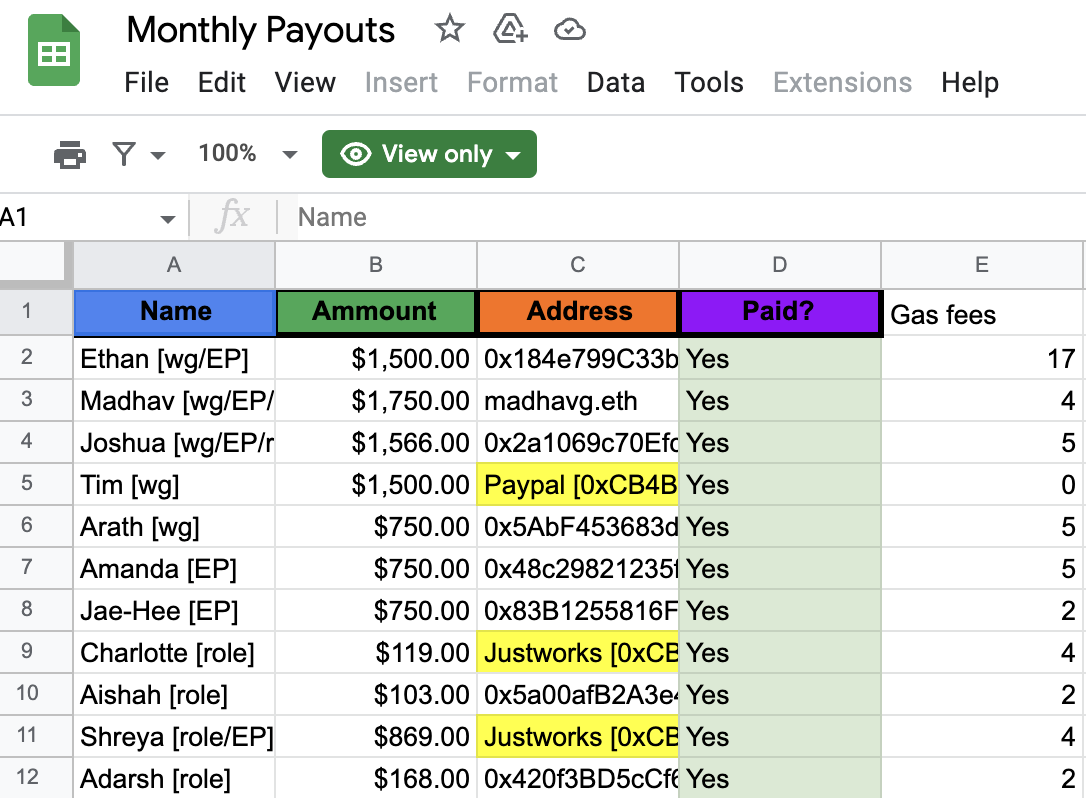 Monthly Payouts
File Edit View Insert Format Data Tools Extensions Help
100% View only
A1 fx Name
A B C D E
1 Name Ammount Address Paid? Gas fees
2 Ethan [wg/EP] $1,500.00 0x184e799C33b Yes 17
3 Madhav [wg/EP/ $1,750.00 madhavg.eth Yes 4
4 Joshua [wg/EP/r $1,566.00 0x2a1069c70Efc Yes 5
5 Tim [wg] $1,500.00 Paypal [0xCB4B Yes 0
6 Arath [wg] $750.00 0x5AbF453683d Yes 5
7 Amanda [EP] $750.00 0x48c29821235f Yes 5
8 Jae-Hee [EP] $750.00 0x83B1255816F Yes 2
9 Charlotte [role] $119.00 Justworks [0xCB Yes 4
10 Aishah [role] $103.00 0x5a00afB2A3e4 Yes 2
11 Shreya [role/EP] $869.00 Justworks [0xCB Yes 4
12 Adarsh [role] $168.00 0x420f3BD5cCf6 Yes 2